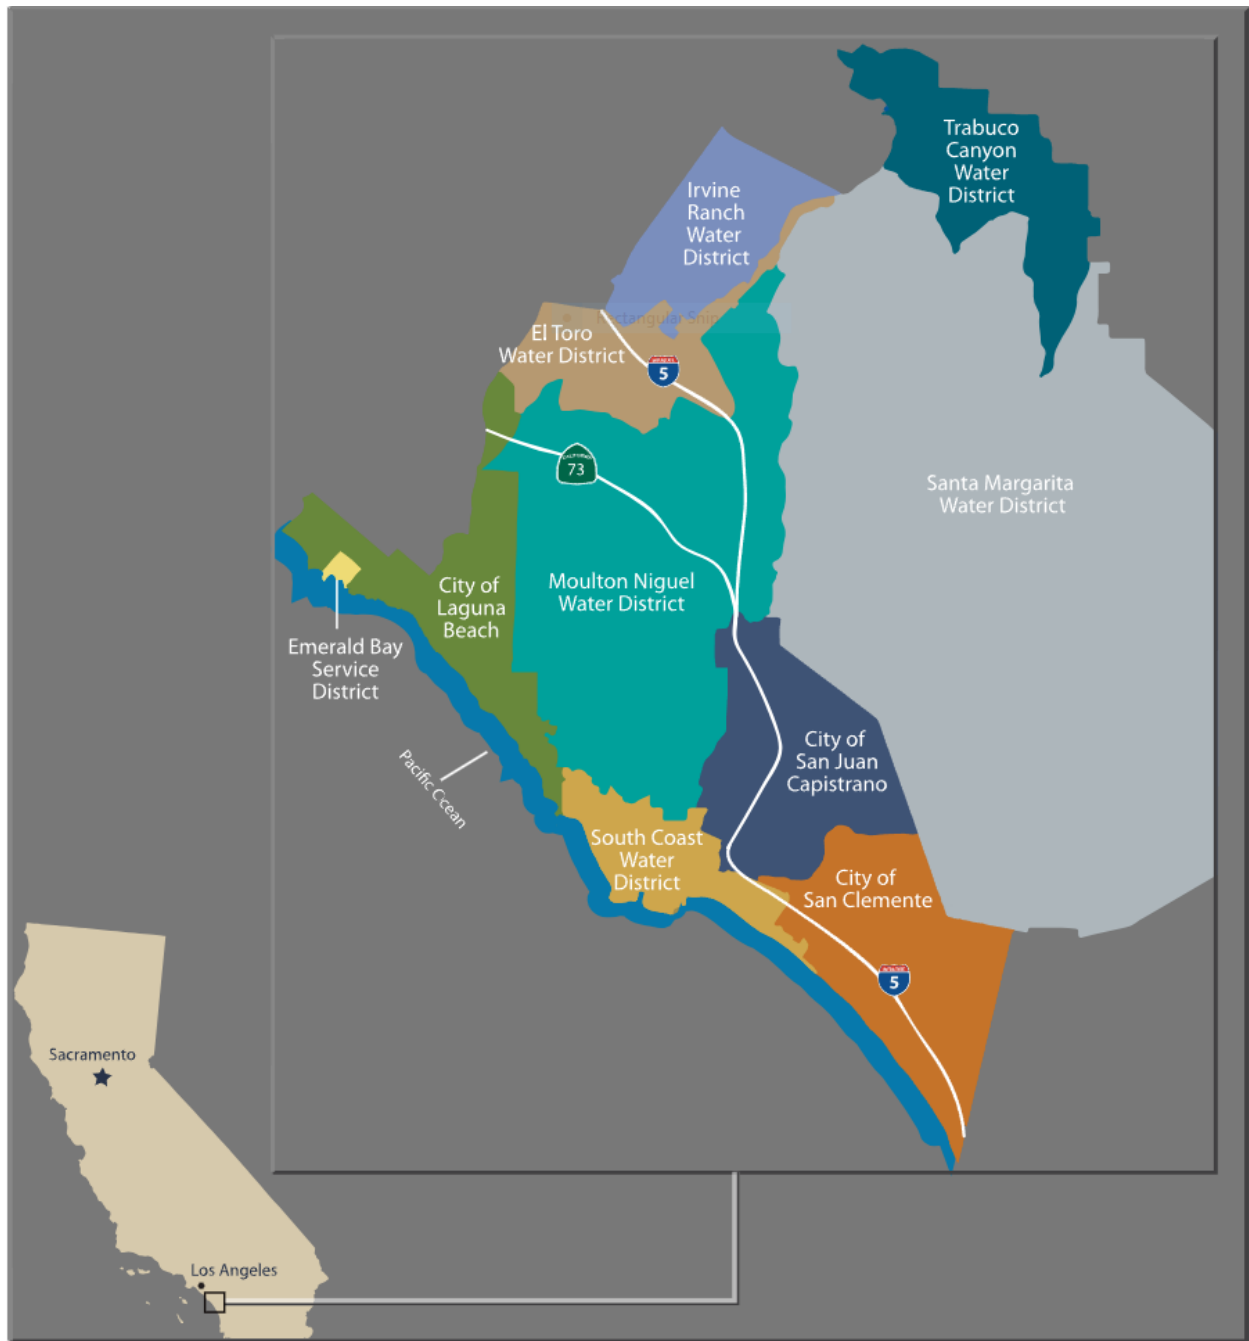 Trabuco
Canyon
Water
District
Irvine
Ranch
Water
District
Rectangular Snip
El Toro
Water District
5
73
Santa Margarita
Water District
City of
Laguna
Beach
Moulton Niguel
Water District
Emerald Bay
Service
District
Pacific Ocean
City of
San Juan
Capistrano
South Coast
Water
District
City of
San Clemente
5
Sacramento
Los Angeles